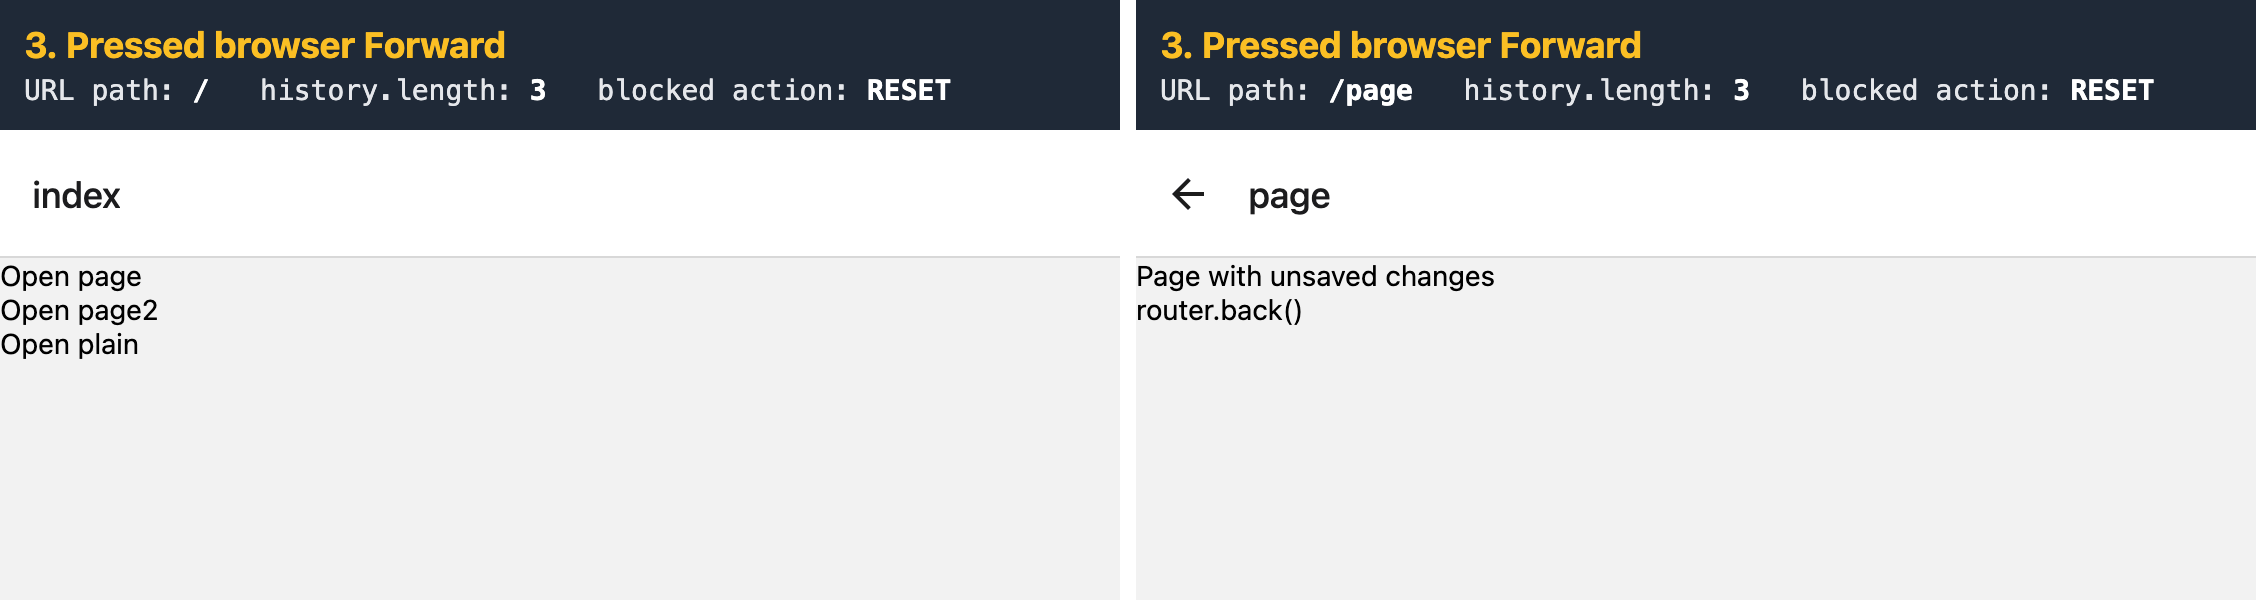 3. Pressed browser Forward
URL path: / history.length: 3 blocked action: RESET
index
Open page
Open page2
Open plain
3. Pressed browser Forward
URL path: /page history.length: 3 blocked action: RESET
page
Page with unsaved changes
router.back()